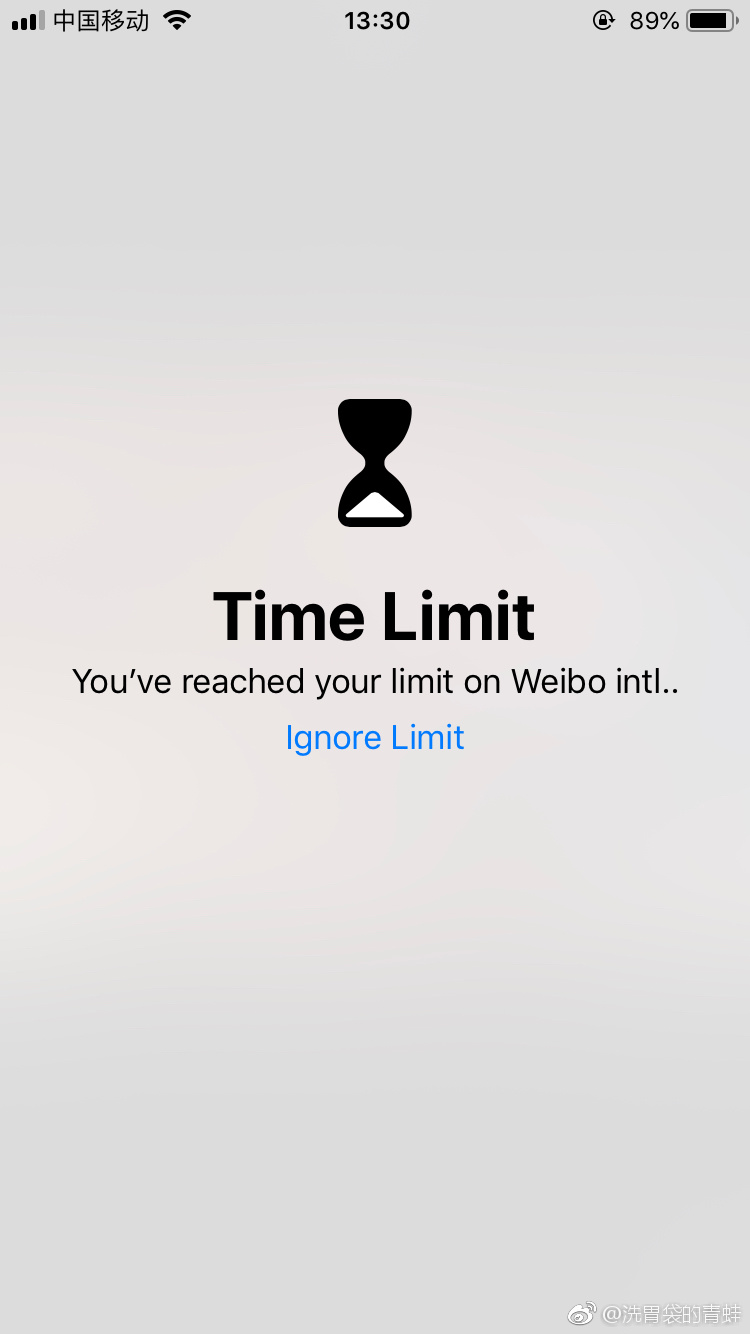 中国移动 13:30 89%
Time Limit
You’ve reached your limit on Weibo intl..
Ignore Limit
@洗胃袋的青蛙